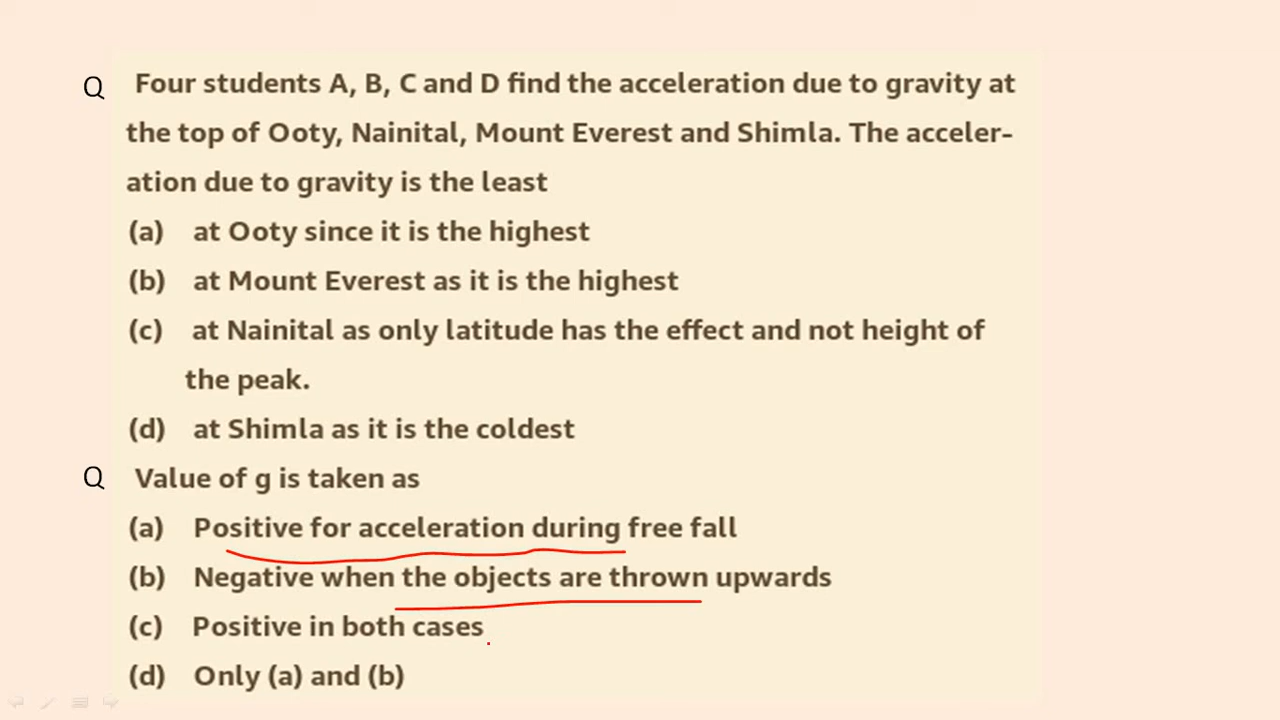 Q Four students A, B, C and D find the acceleration due to gravity at
the top of Ooty, Nainital, Mount Everest and Shimla. The acceler-
ation due to gravity is the least
(a) at Ooty since it is the highest
(b) at Mount Everest as it is the highest
(c) at Nainital as only latitude has the effect and not height of
the peak.
(d) at Shimla as it is the coldest
Q Value of g is taken as
(a) Positive for acceleration during free fall
(b) Negative when the objects are thrown upwards
(c) Positive in both cases
(d) Only (a) and (b)